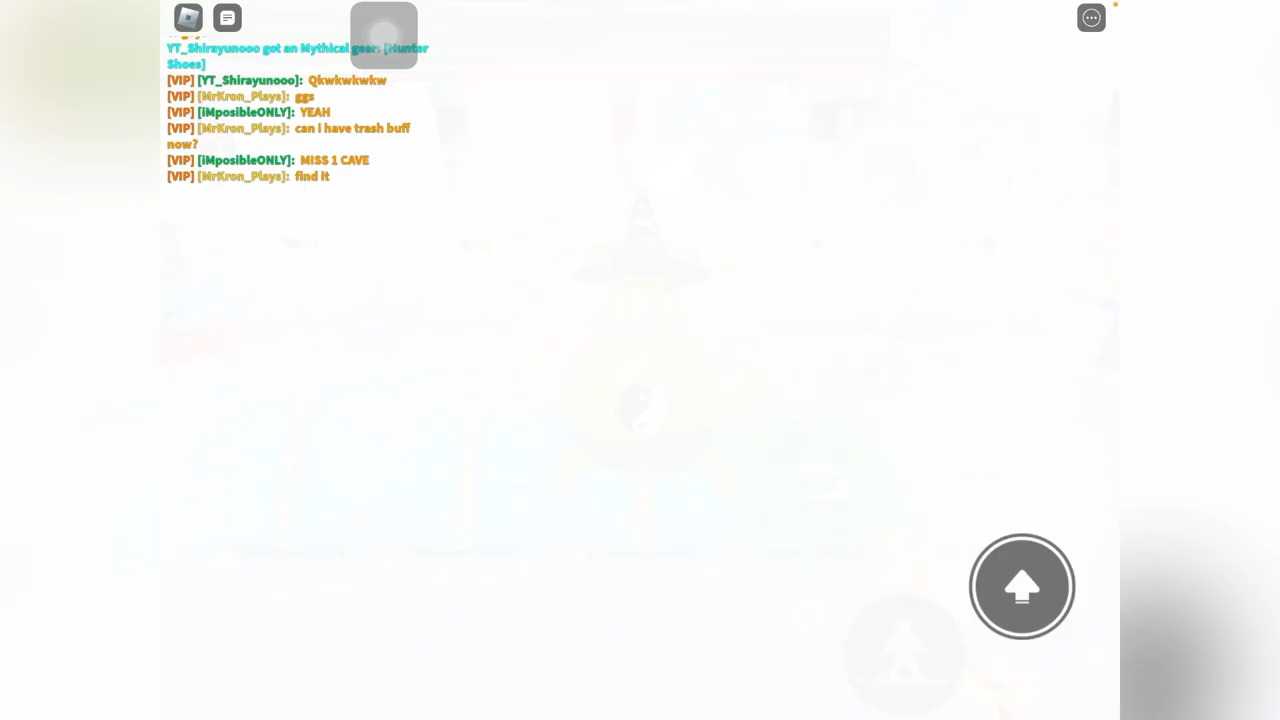 YT_Shirayunooo got an Mythical gear: [Hunter
Shoes]
[VIP] [YT_Shirayunooo]: Qkwkwkwkw
[VIP] [MrKron_Plays]: ggs
[VIP] [iMposibleONLY]: YEAH
[VIP] [MrKron_Plays]: can i have trash buff
now?
[VIP] [iMposibleONLY]: MISS 1 CAVE
[VIP] [MrKron_Plays]: find it